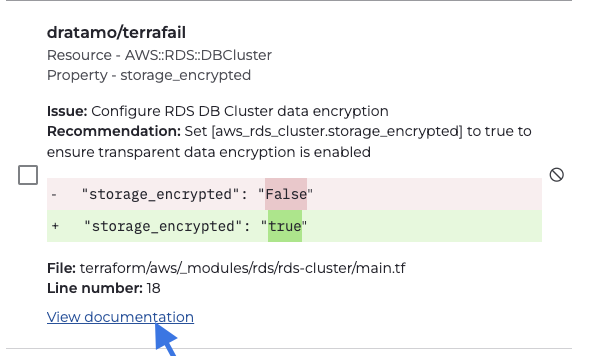 dratamo/terrafail
Resource - AWS::RDS::DBCluster
Property - storage_encrypted
Issue: Configure RDS DB Cluster data encryption
Recommendation: Set [aws_rds_cluster.storage_encrypted] to true to
ensure transparent data encryption is enabled
- "storage_encrypted": "False"
+ "storage_encrypted": "true"
File: terraform/aws/_modules/rds/rds-cluster/main.tf
Line number: 18
View documentation